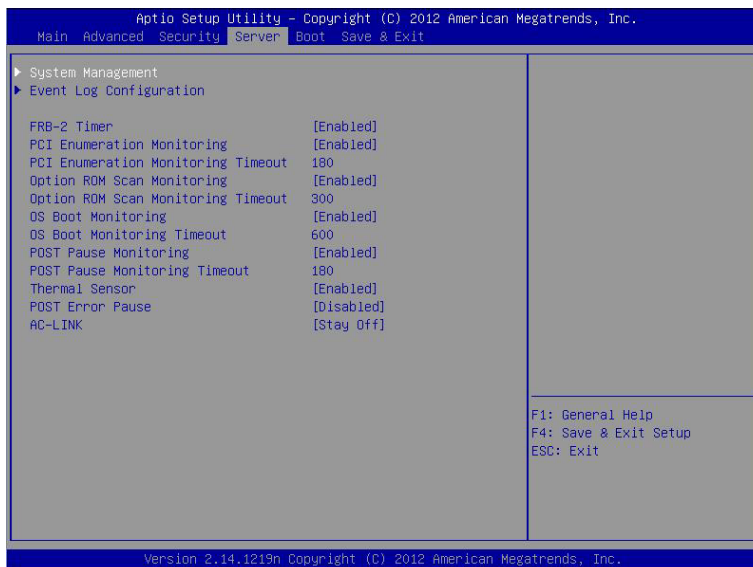 Aptio Setup Utility – Copyright (C) 2012 American Megatrends, Inc.
Main Advanced Security Server Boot Save & Exit
System Management
Event Log Configuration
FRB-2 Timer [Enabled]
PCI Enumeration Monitoring [Enabled]
PCI Enumeration Monitoring Timeout 180
Option ROM Scan Monitoring [Enabled]
Option ROM Scan Monitoring Timeout 300
OS Boot Monitoring [Enabled]
OS Boot Monitoring Timeout 600
POST Pause Monitoring [Enabled]
POST Pause Monitoring Timeout 180
Thermal Sensor [Enabled]
POST Error Pause [Disabled]
AC-LINK [Stay Off]
F1: General Help
F4: Save & Exit Setup
ESC: Exit
Version 2.14.1219n Copyright (C) 2012 American Megatrends, Inc.